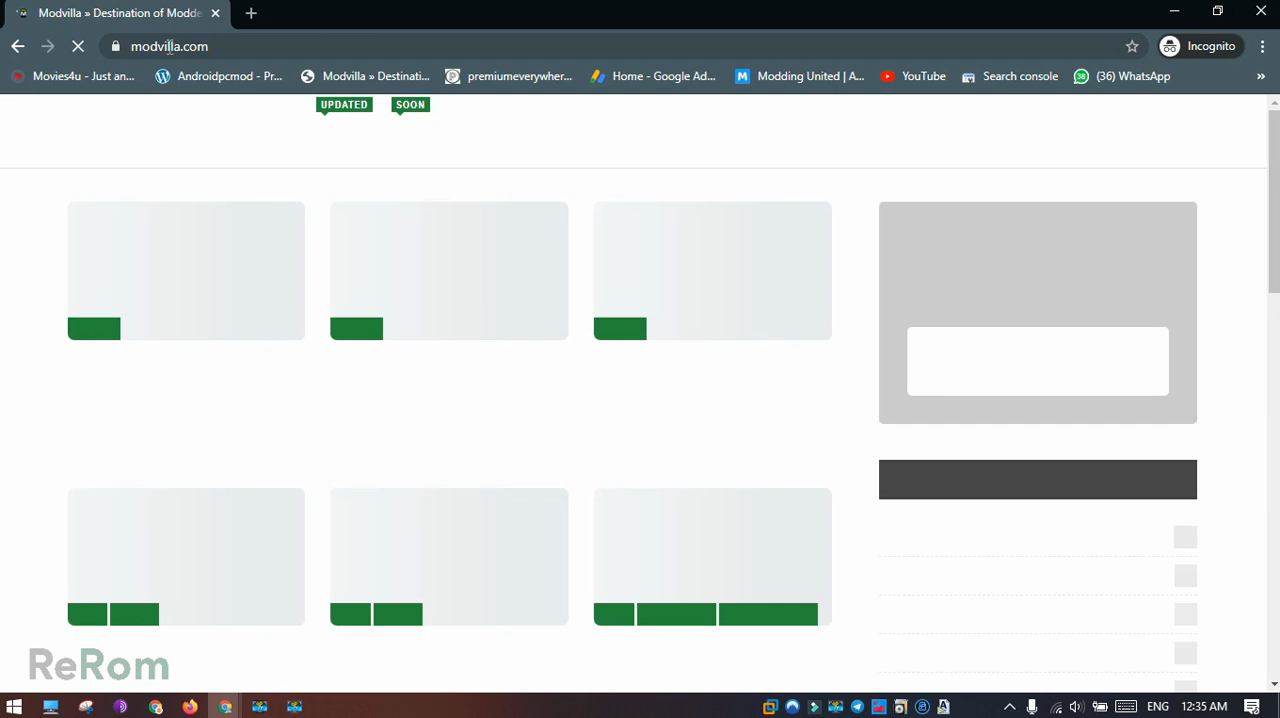 Modvilla » Destination of Modde
modvilla.com
Incognito
Movies4u - Just an...
Androidpcmod - Pr...
Modvilla » Destinati...
premiumeverywher...
Home - Google Ad...
Modding United | A...
YouTube
Search console
(36) WhatsApp
»
UPDATED
SOON
ReRom
ENG
12:35 AM